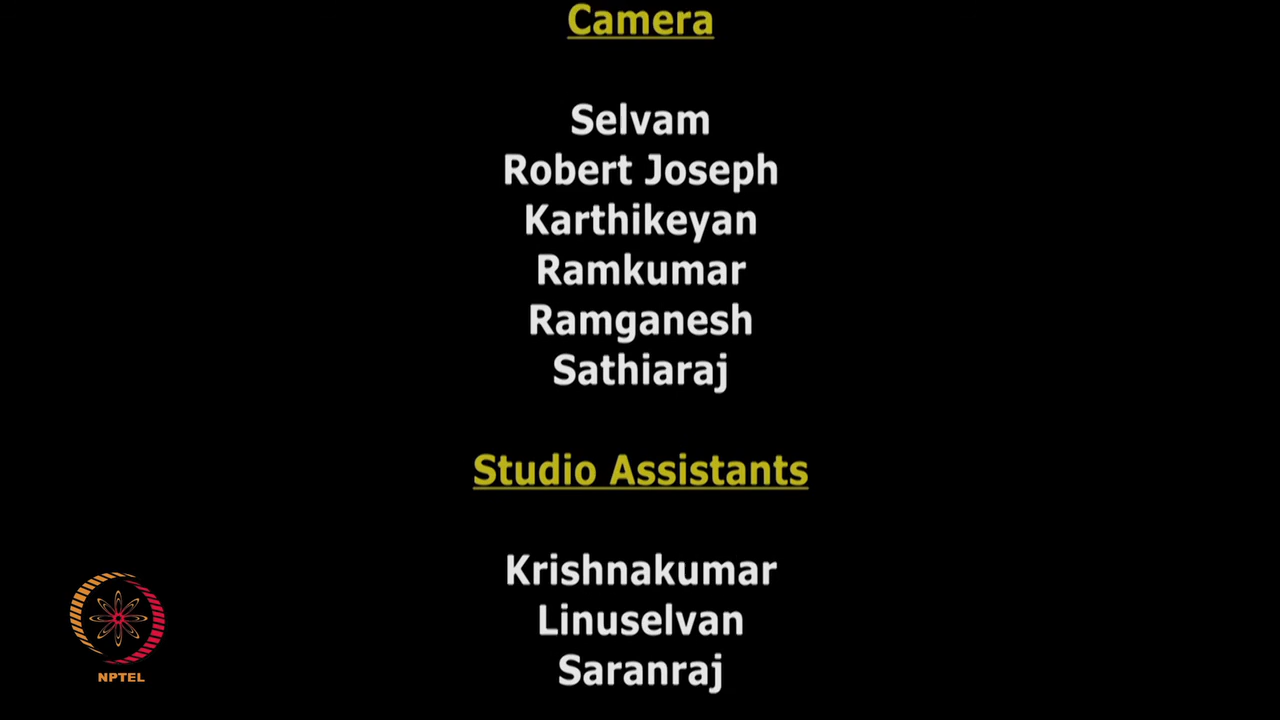 Camera
Selvam
Robert Joseph
Karthikeyan
Ramkumar
Ramganesh
Sathiaraj
Studio Assistants
Krishnakumar
Linuselvan
Saranraj
NPTEL